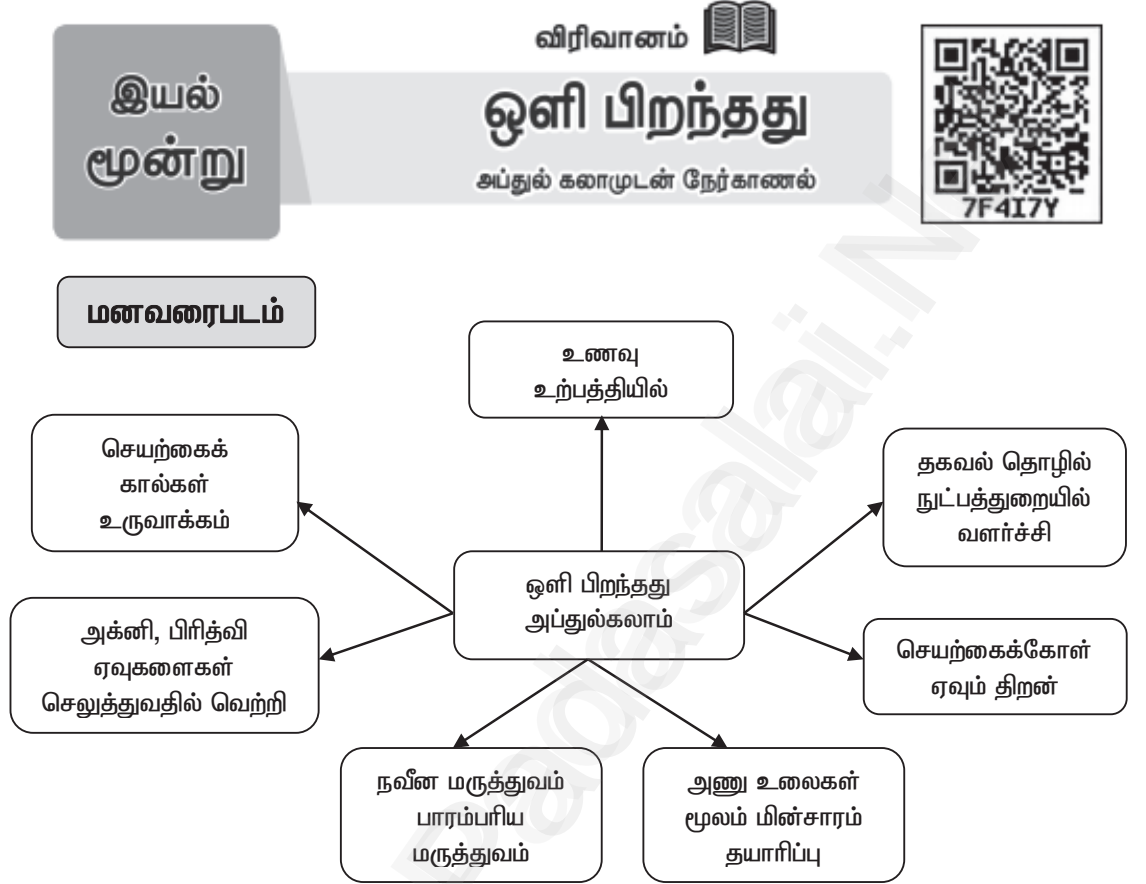 இயல்
மூன்று
விரிவானம்
ஒளி பிறந்தது
அப்துல் கலாமுடன் நேர்காணல்
7F4I7Y
மனவரைபடம்
உணவு
உற்பத்தியில்
செயற்கைக்
கால்கள்
உருவாக்கம்
தகவல் தொழில்
நுட்பத்துறையில்
வளர்ச்சி
ஒளி பிறந்தது
அப்துல்கலாம்
அக்னி, பிரித்வி
ஏவுகளைகள்
செலுத்துவதில் வெற்றி
செயற்கைக்கோள்
ஏவும் திறன்
நவீன மருத்துவம்
பாரம்பரிய
மருத்துவம்
அணு உலைகள்
மூலம் மின்சாரம்
தயாரிப்பு
Padasalai.N